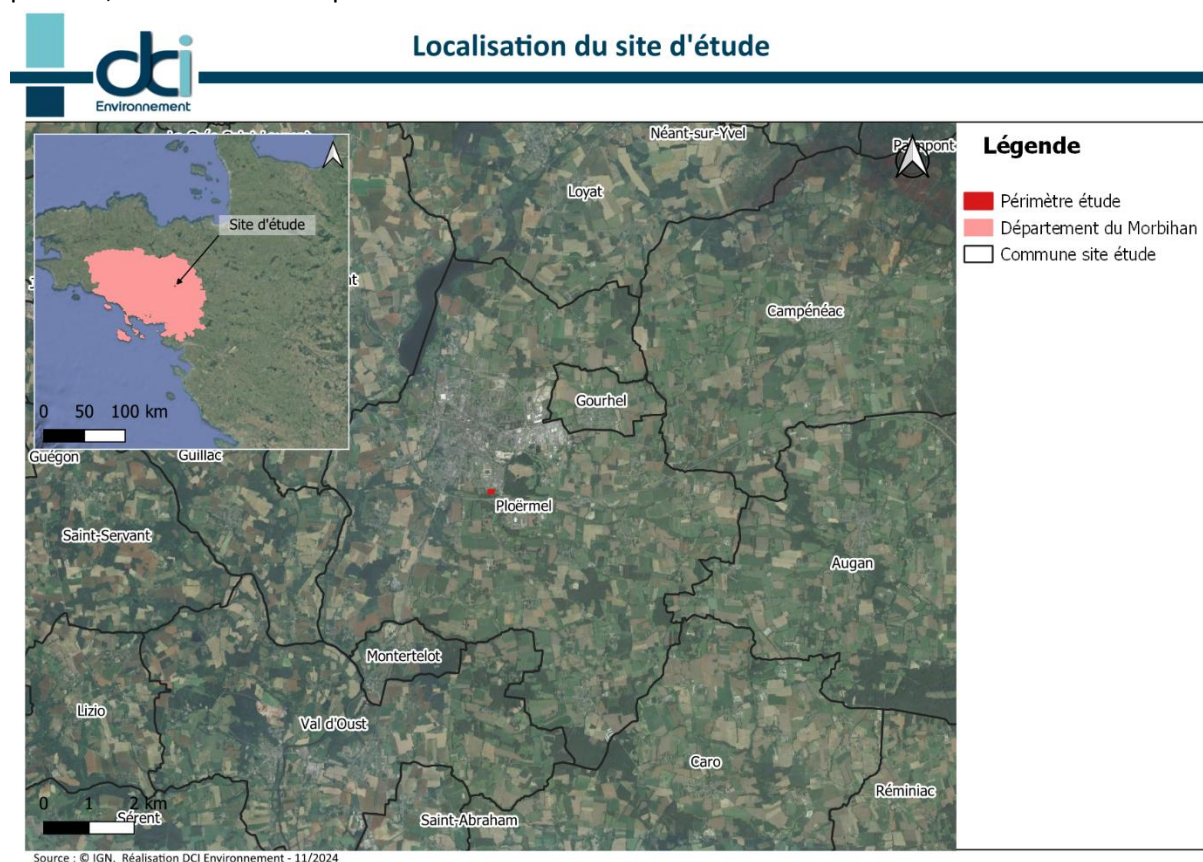 Localisation du site d'étude
dci
Environnement
Néant-sur-Yvel
Loyat
Légende
Périmètre étude
Département du Morbihan
Commune site étude
Site d'étude
0 50 100 km
Campénéac
Gourhel
Guégon
Guillac
Ploërmel
Saint-Servant
Augan
Montertelot
Lizio
Val d'Oust
Caro
Réminiac
0 1 2 km
Sérent
Saint-Abraham
Source : © IGN, Réalisation DCI Environnement - 11/2024